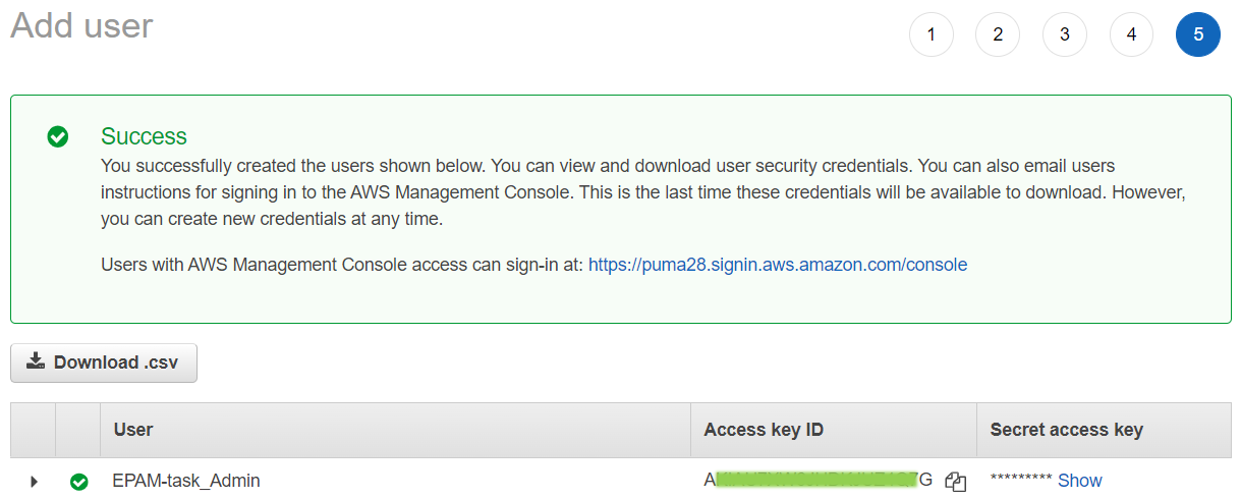 Add user
1 2 3 4 5
Success
You successfully created the users shown below. You can view and download user security credentials. You can also email users
instructions for signing in to the AWS Management Console. This is the last time these credentials will be available to download. However,
you can create new credentials at any time.
Users with AWS Management Console access can sign-in at: https://puma28.signin.aws.amazon.com/console
Download .csv
User Access key ID Secret access key
EPAM-task_Admin ********* Show